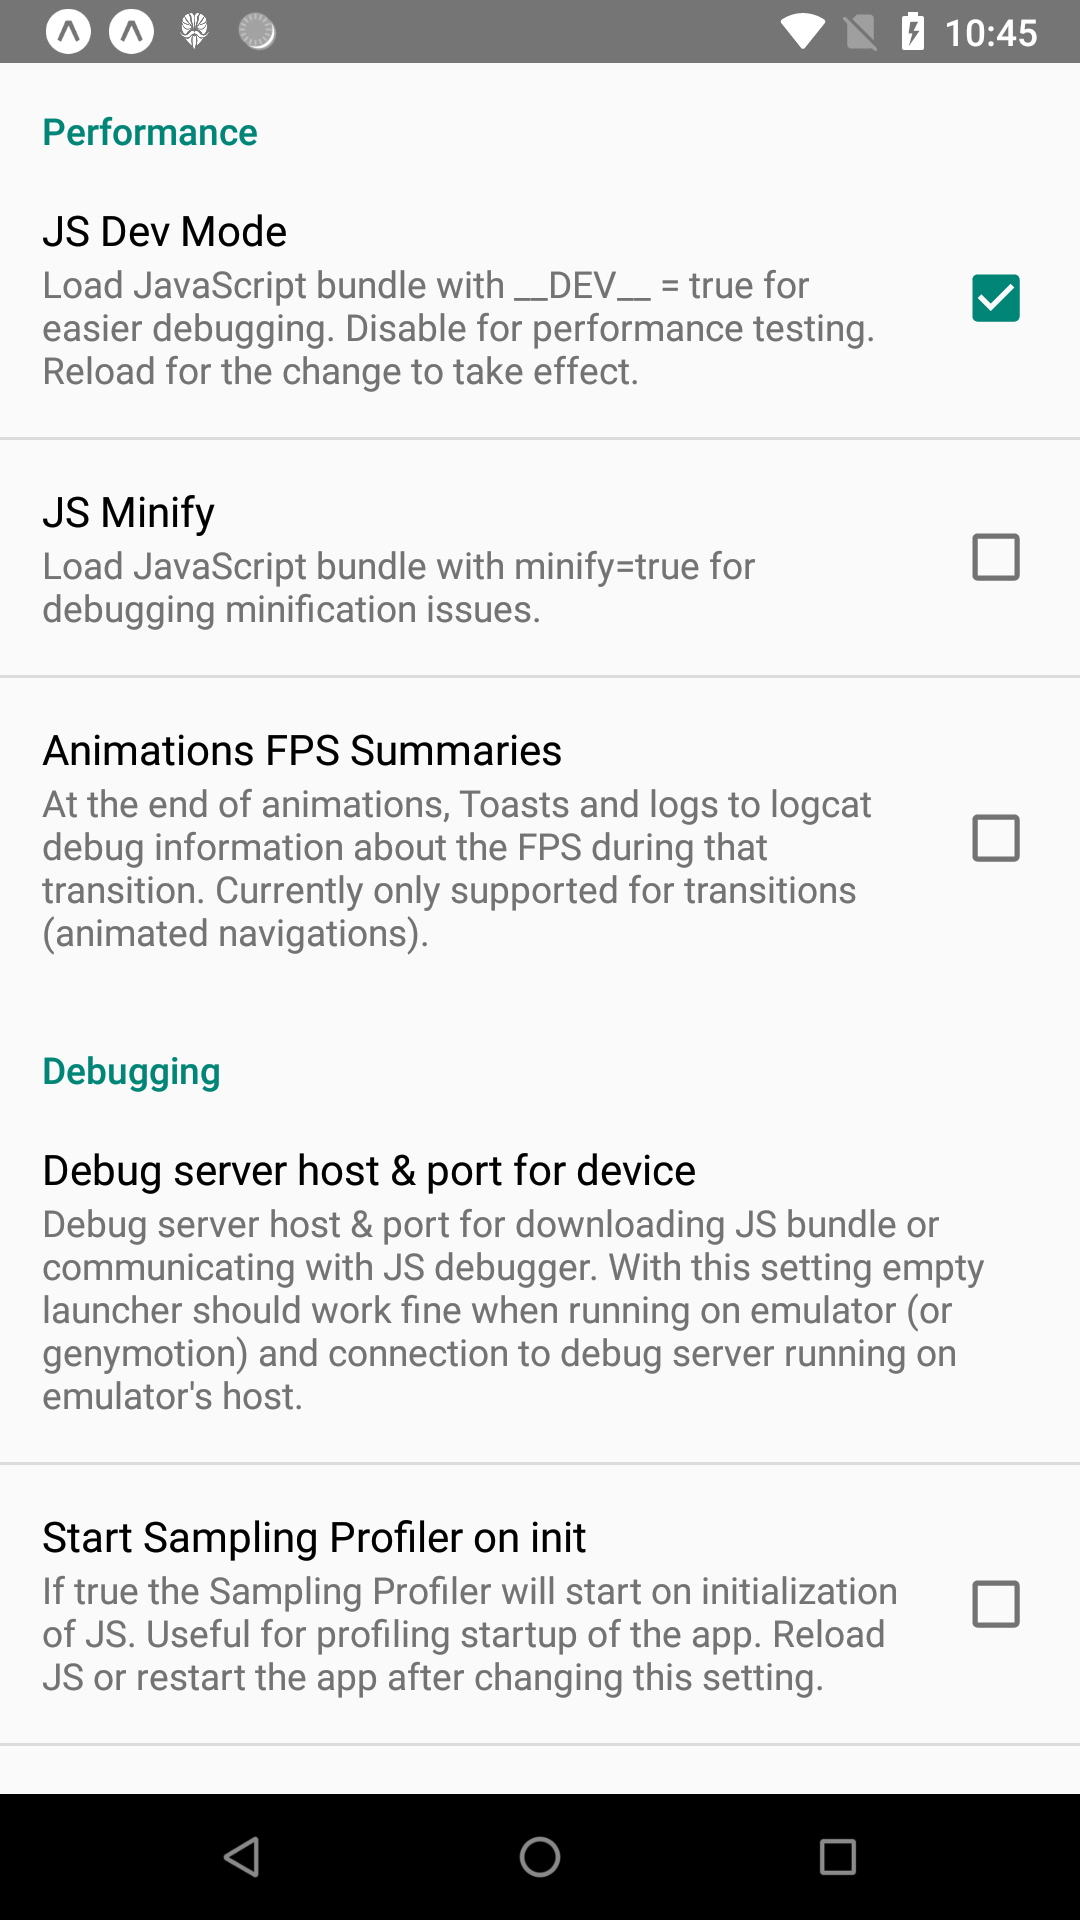 10:45
Performance
JS Dev Mode
Load JavaScript bundle with __DEV__ = true for
easier debugging. Disable for performance testing.
Reload for the change to take effect.
JS Minify
Load JavaScript bundle with minify=true for
debugging minification issues.
Animations FPS Summaries
At the end of animations, Toasts and logs to logcat
debug information about the FPS during that
transition. Currently only supported for transitions
(animated navigations).
Debugging
Debug server host & port for device
Debug server host & port for downloading JS bundle or
communicating with JS debugger. With this setting empty
launcher should work fine when running on emulator (or
genymotion) and connection to debug server running on
emulator's host.
Start Sampling Profiler on init
If true the Sampling Profiler will start on initialization
of JS. Useful for profiling startup of the app. Reload
JS or restart the app after changing this setting.